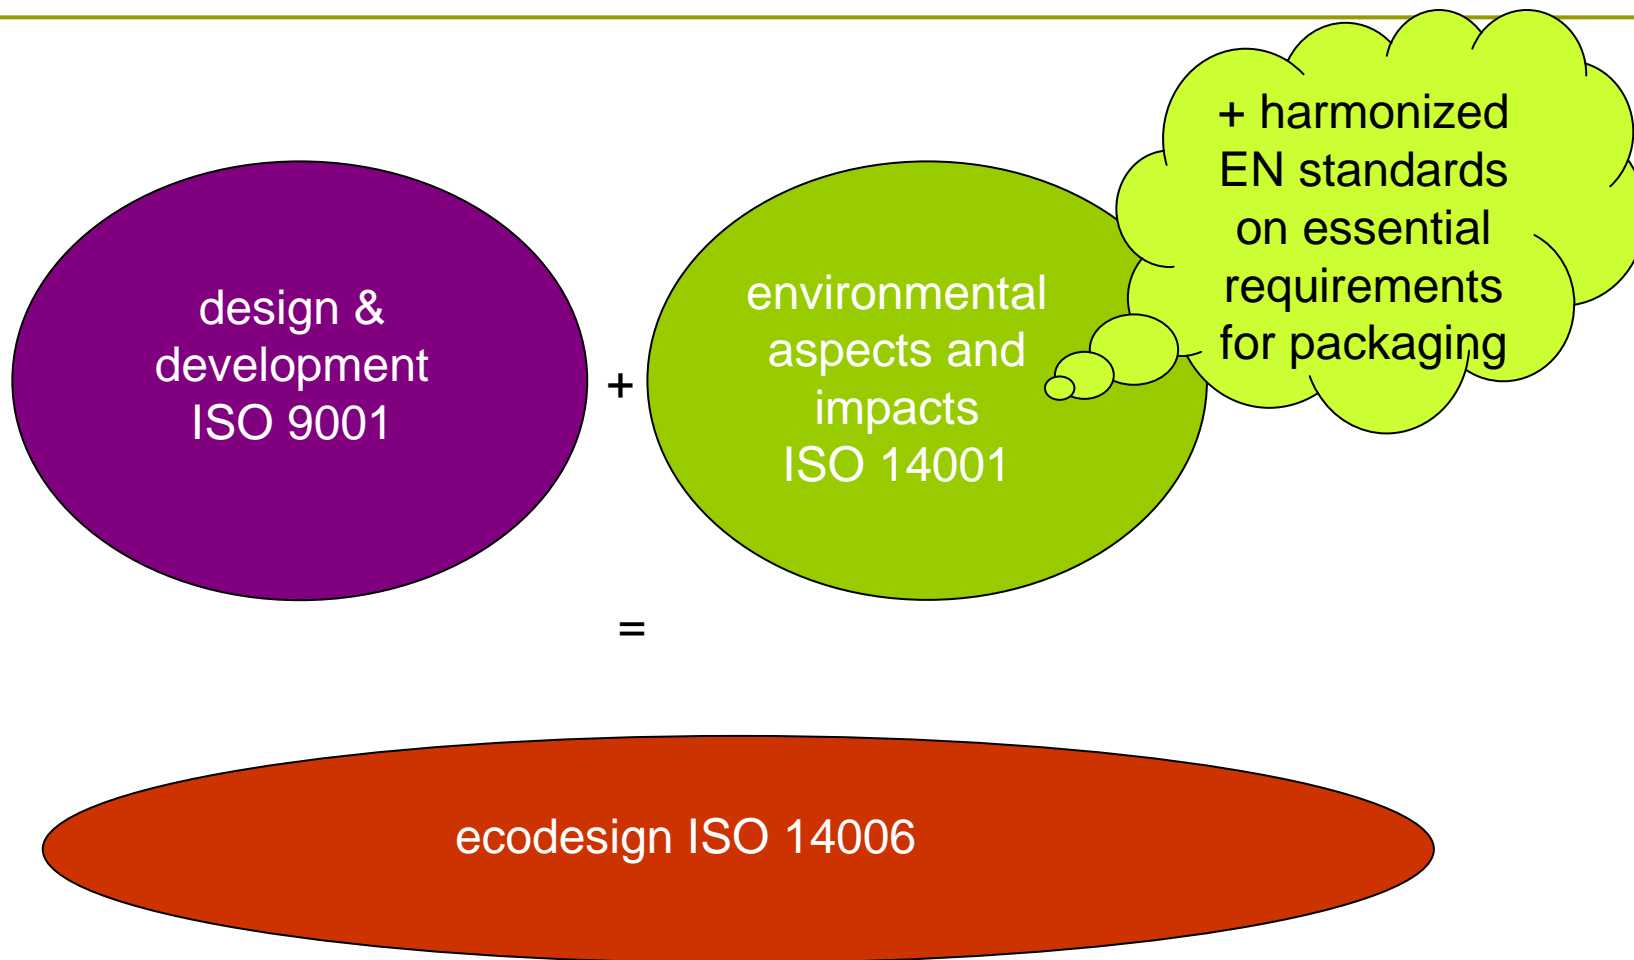 + harmonized
EN standards
on essential
requirements
for packaging
design &
development
ISO 9001
+
environmental
aspects and
impacts
ISO 14001
=
ecodesign ISO 14006